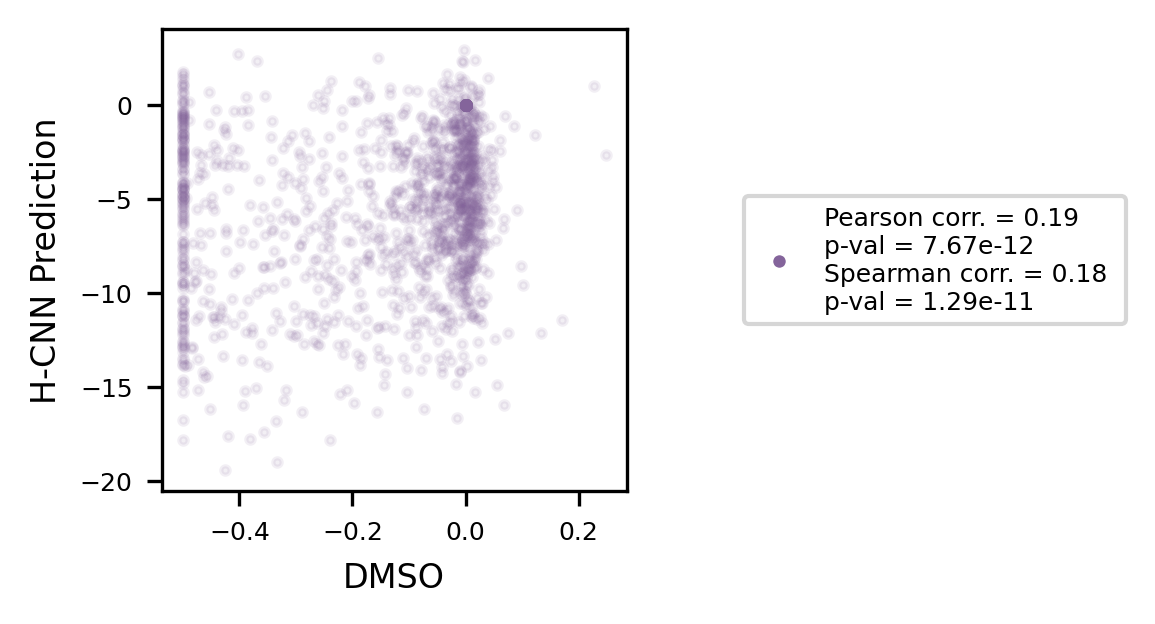 0
−5
−10
−15
−20
H-CNN Prediction
−0.4
−0.2
0.0
0.2
DMSO
Pearson corr. = 0.19
p-val = 7.67e-12
Spearman corr. = 0.18
p-val = 1.29e-11